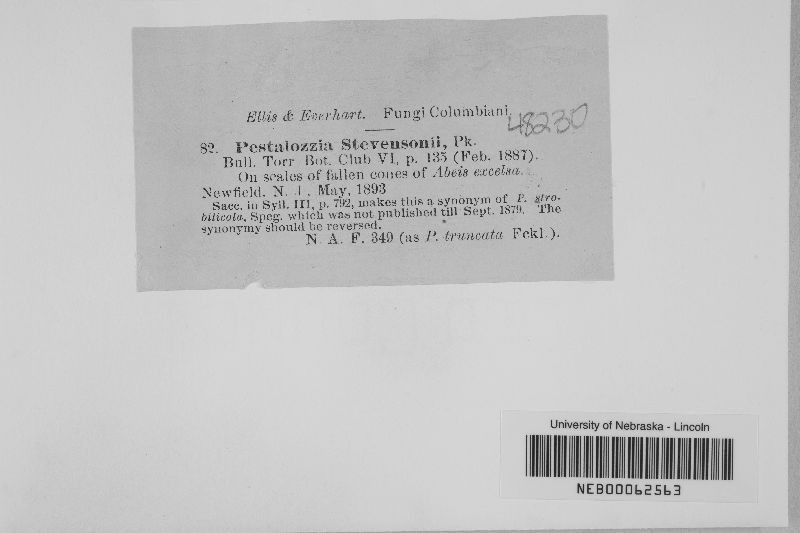 Ellis & Everhart. Fungi Columbiani.
48230
82. Pestalozzia Stevensonii, Pk.
Bull. Torr Bot. Club VI, p. 135 (Feb. 1887).
On scales of fallen cones of Abeis excelsa.
Newfield, N. J., May, 1893
Sacc. in Syll. III, p. 792, makes this a synonym of P. stro-
bilicola, Speg. which was not published till Sept. 1879. The
synonymy should be reversed.
N. A. F. 349 (as P. truncata Fckl.).
University of Nebraska - Lincoln
NEB00062563